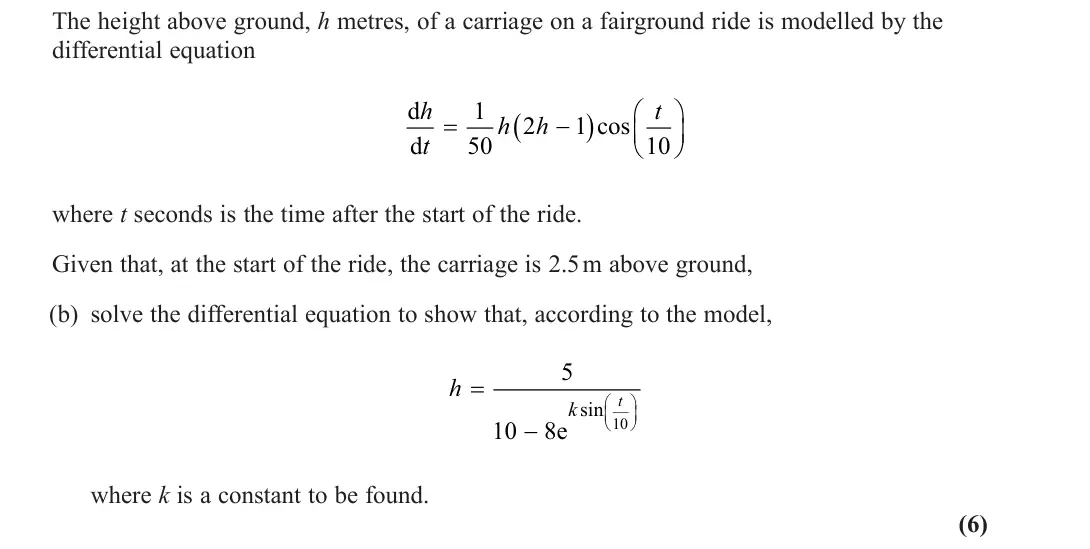 The height above ground, h metres, of a carriage on a fairground ride is modelled by the
differential equation
dh/dt = 1/50 h(2h − 1)cos(t/10)
where t seconds is the time after the start of the ride.
Given that, at the start of the ride, the carriage is 2.5 m above ground,
(b) solve the differential equation to show that, according to the model,
h = 5/(10 − 8e^(k sin(t/10)))
where k is a constant to be found.
(6)